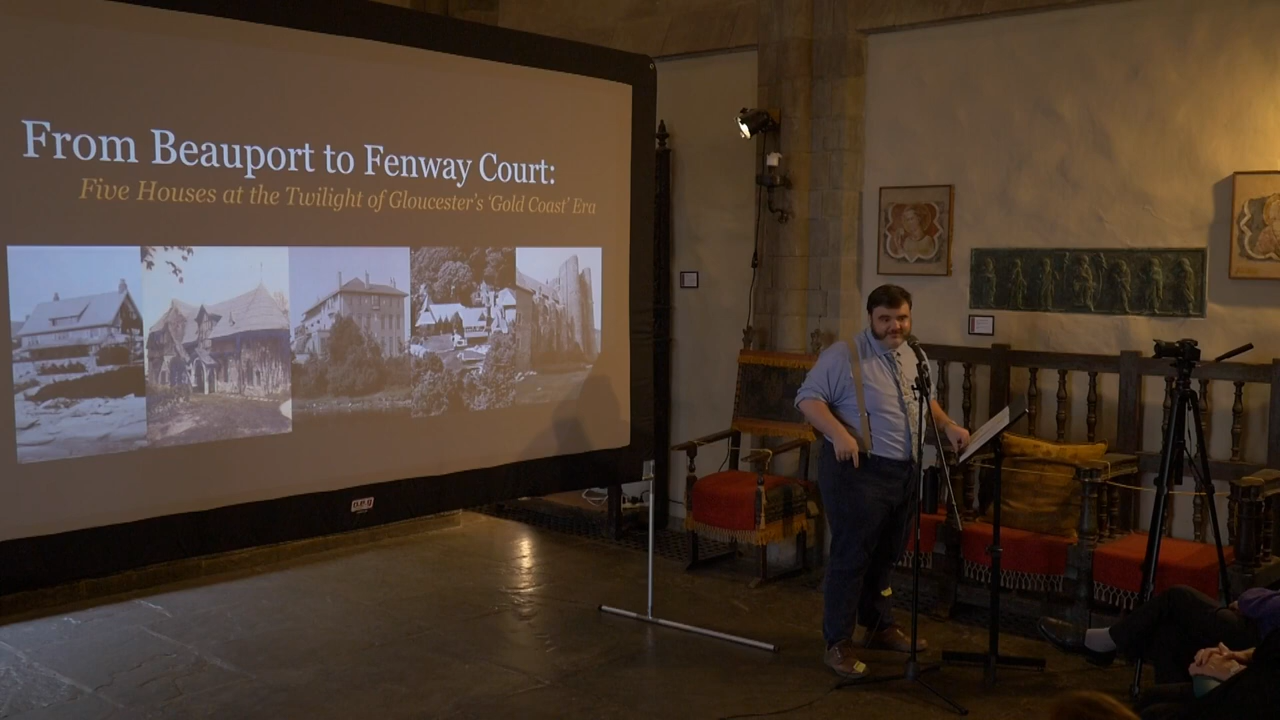 From Beauport to Fenway Court:
Five Houses at the Twilight of Gloucester's 'Gold Coast' Era